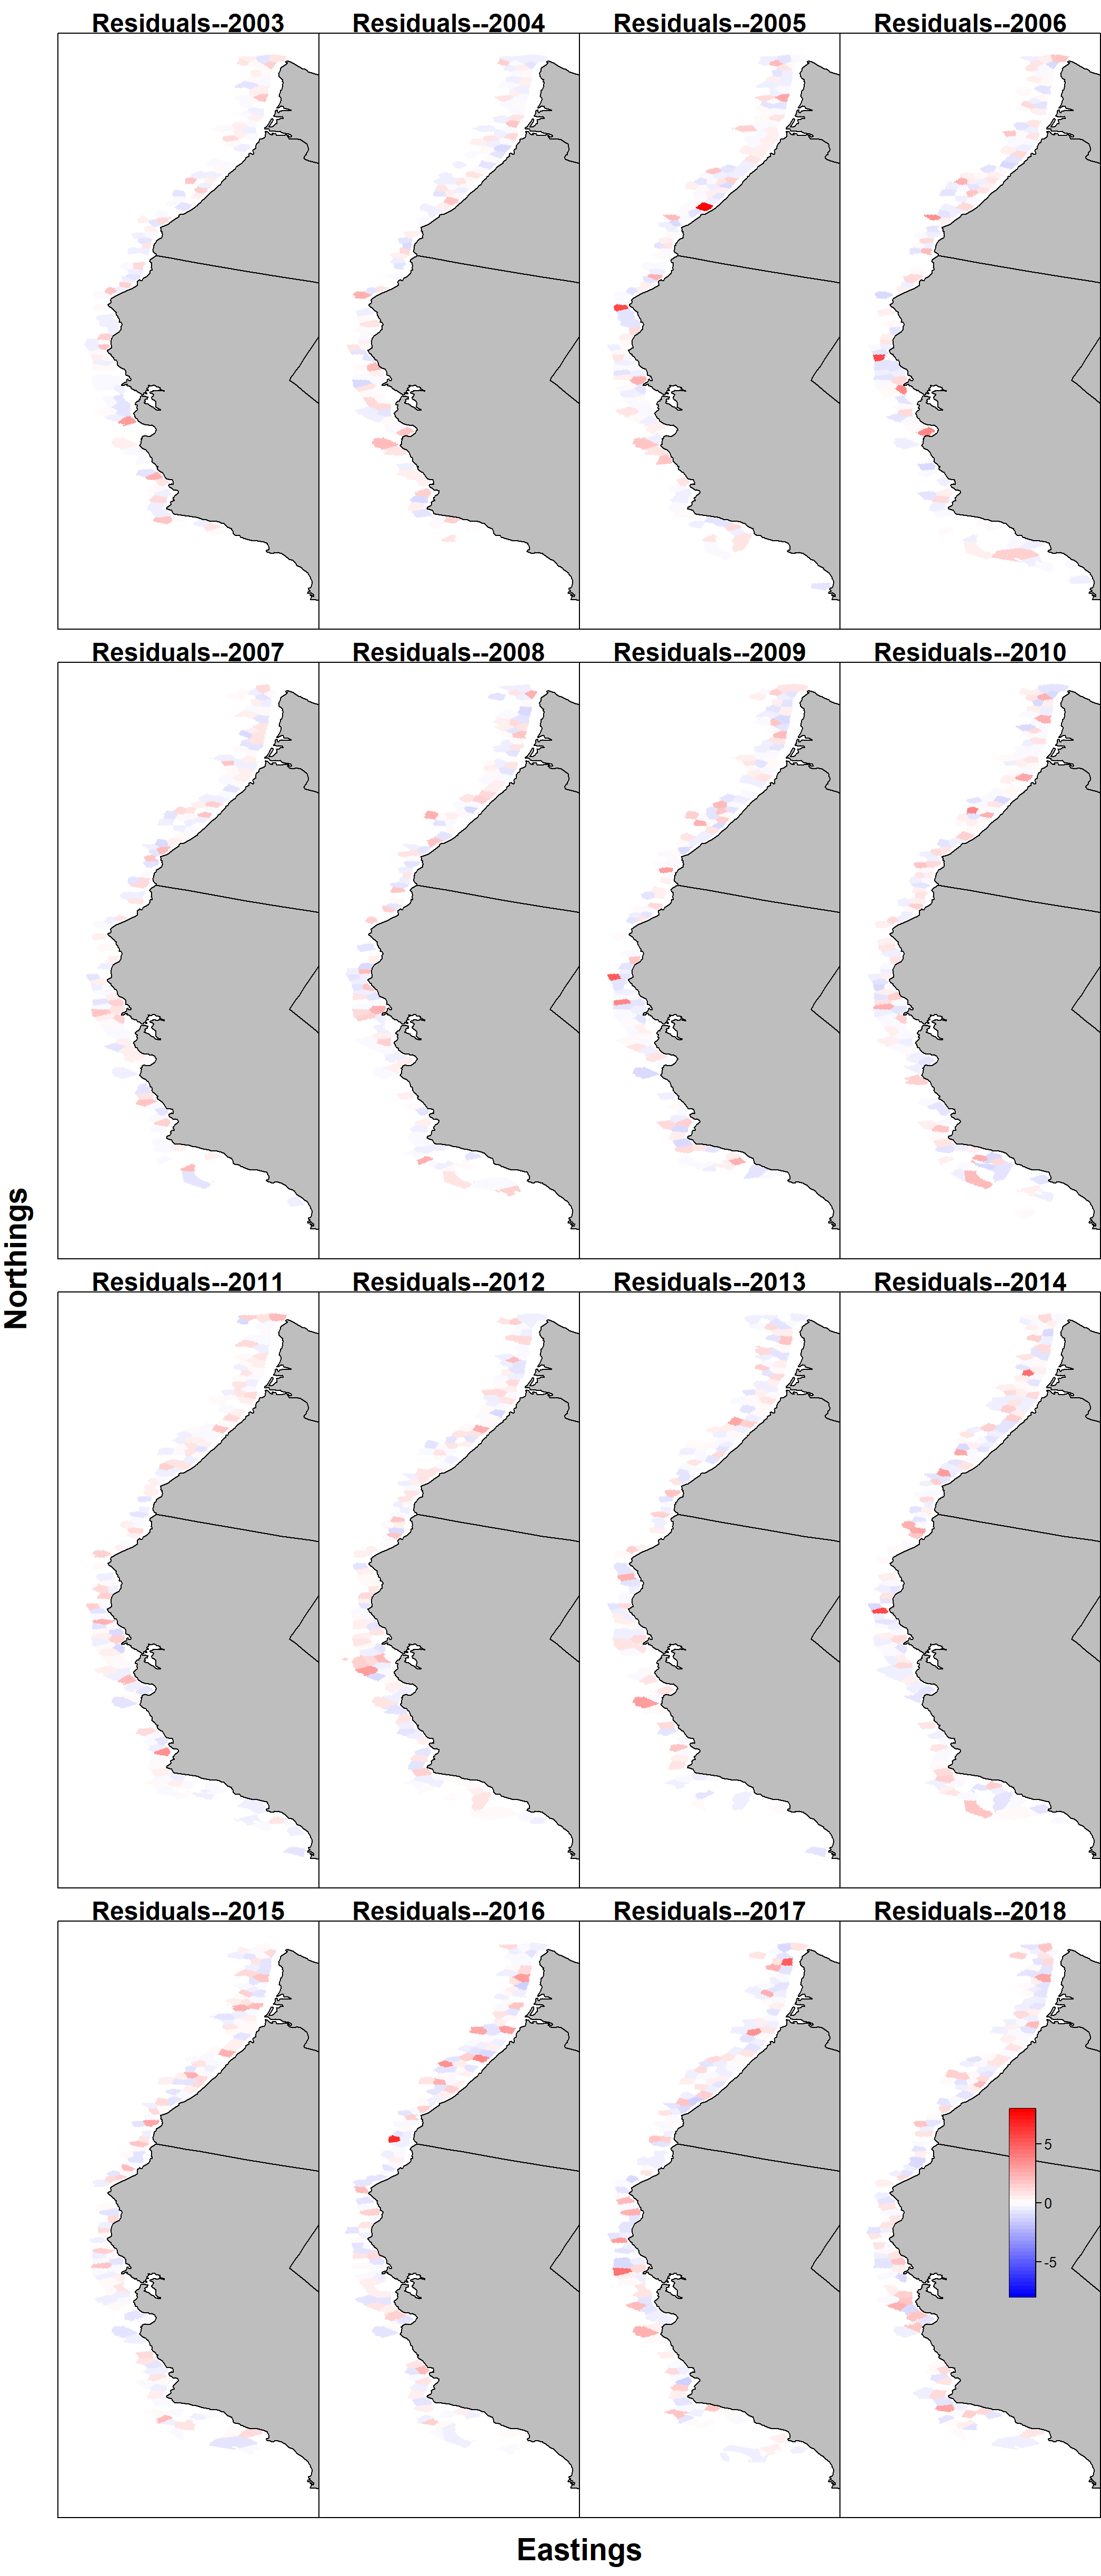 Residuals--2003
Residuals--2004
Residuals--2005
Residuals--2006
Residuals--2007
Residuals--2008
Residuals--2009
Residuals--2010
Northings
Residuals--2011
Residuals--2012
Residuals--2013
Residuals--2014
Residuals--2015
Residuals--2016
Residuals--2017
Residuals--2018
5
0
-5
Eastings